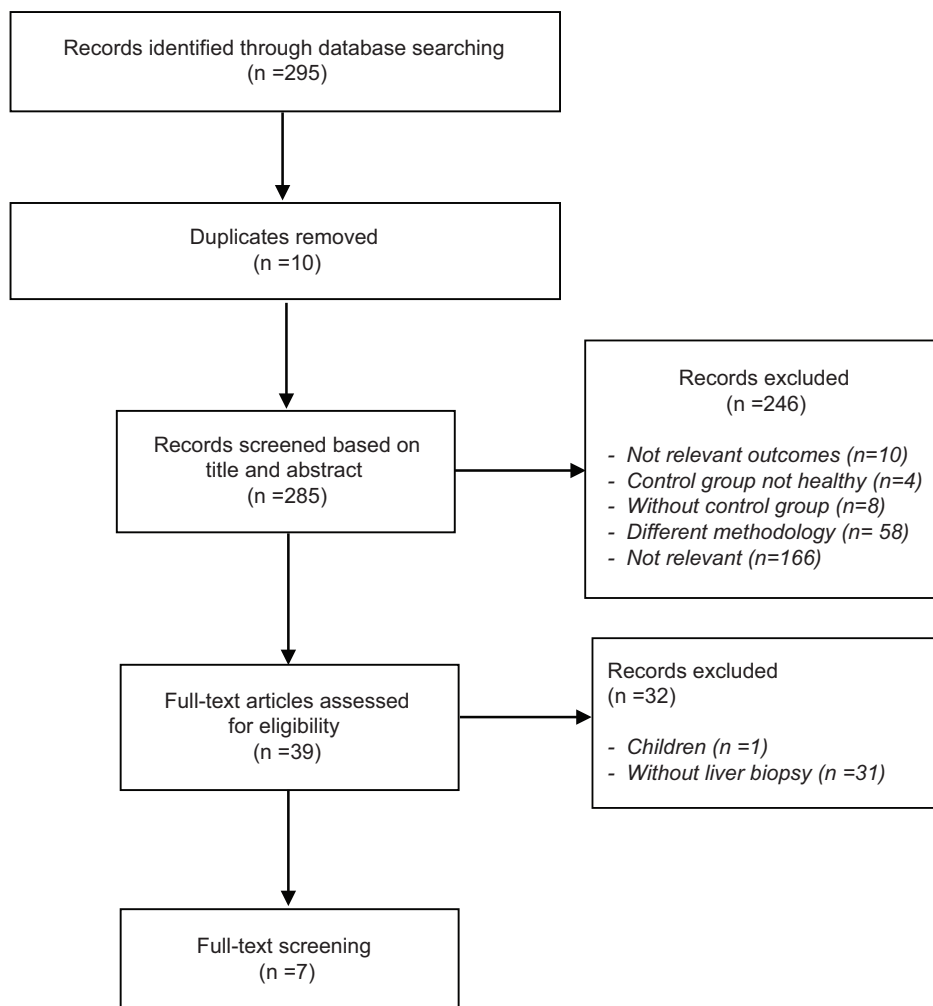 Records identified through database searching
(n =295)
Duplicates removed
(n =10)
Records screened based on
title and abstract
(n =285)
Records excluded
(n =246)
- Not relevant outcomes (n=10)
- Control group not healthy (n=4)
- Without control group (n=8)
- Different methodology (n= 58)
- Not relevant (n=166)
Full-text articles assessed
for eligibility
(n =39)
Records excluded
(n =32)
- Children (n =1)
- Without liver biopsy (n =31)
Full-text screening
(n =7)